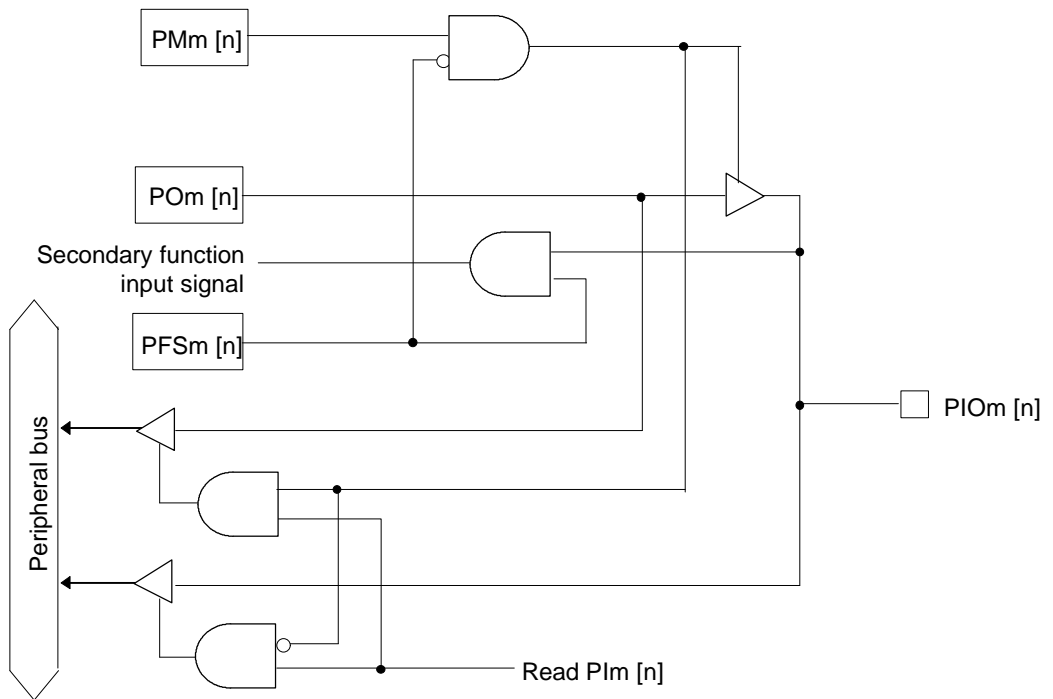 PMm [n]
POm [n]
Secondary function
input signal
PFSm [n]
PIOm [n]
Peripheral bus
Read PIm [n]